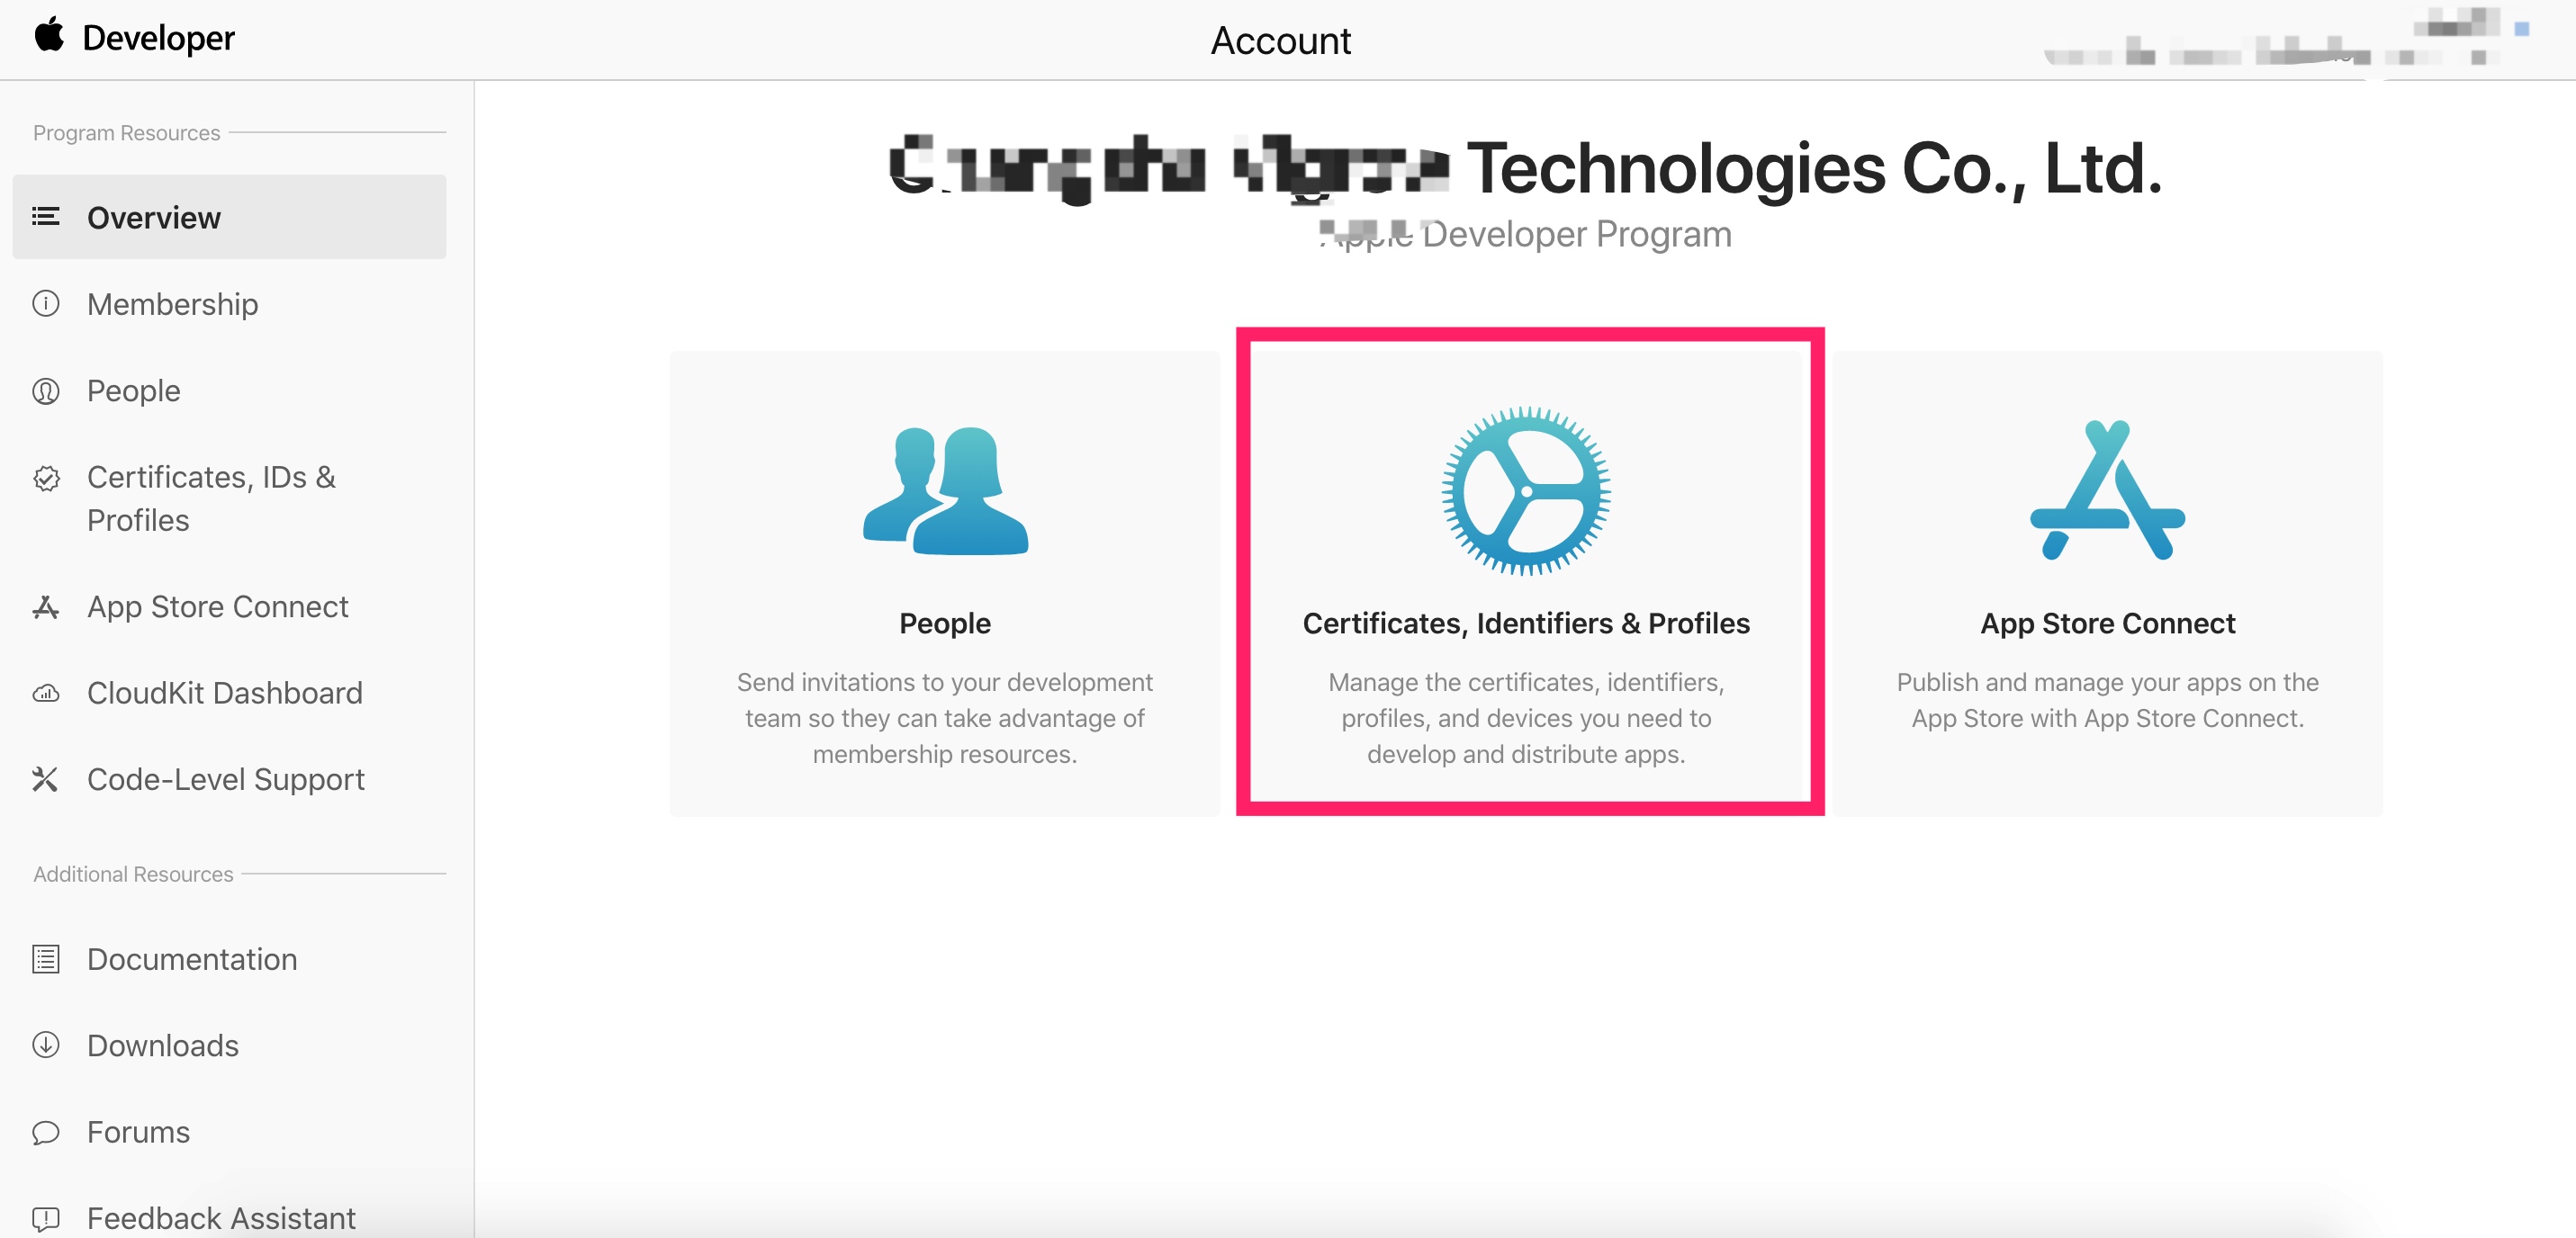 Developer
Account
Program Resources
Overview
Membership
People
Certificates, IDs &
Profiles
App Store Connect
CloudKit Dashboard
Code-Level Support
Additional Resources
Documentation
Downloads
Forums
Feedback Assistant
Technologies Co., Ltd.
Apple Developer Program
People
Send invitations to your development
team so they can take advantage of
membership resources.
Certificates, Identifiers & Profiles
Manage the certificates, identifiers,
profiles, and devices you need to
develop and distribute apps.
App Store Connect
Publish and manage your apps on the
App Store with App Store Connect.